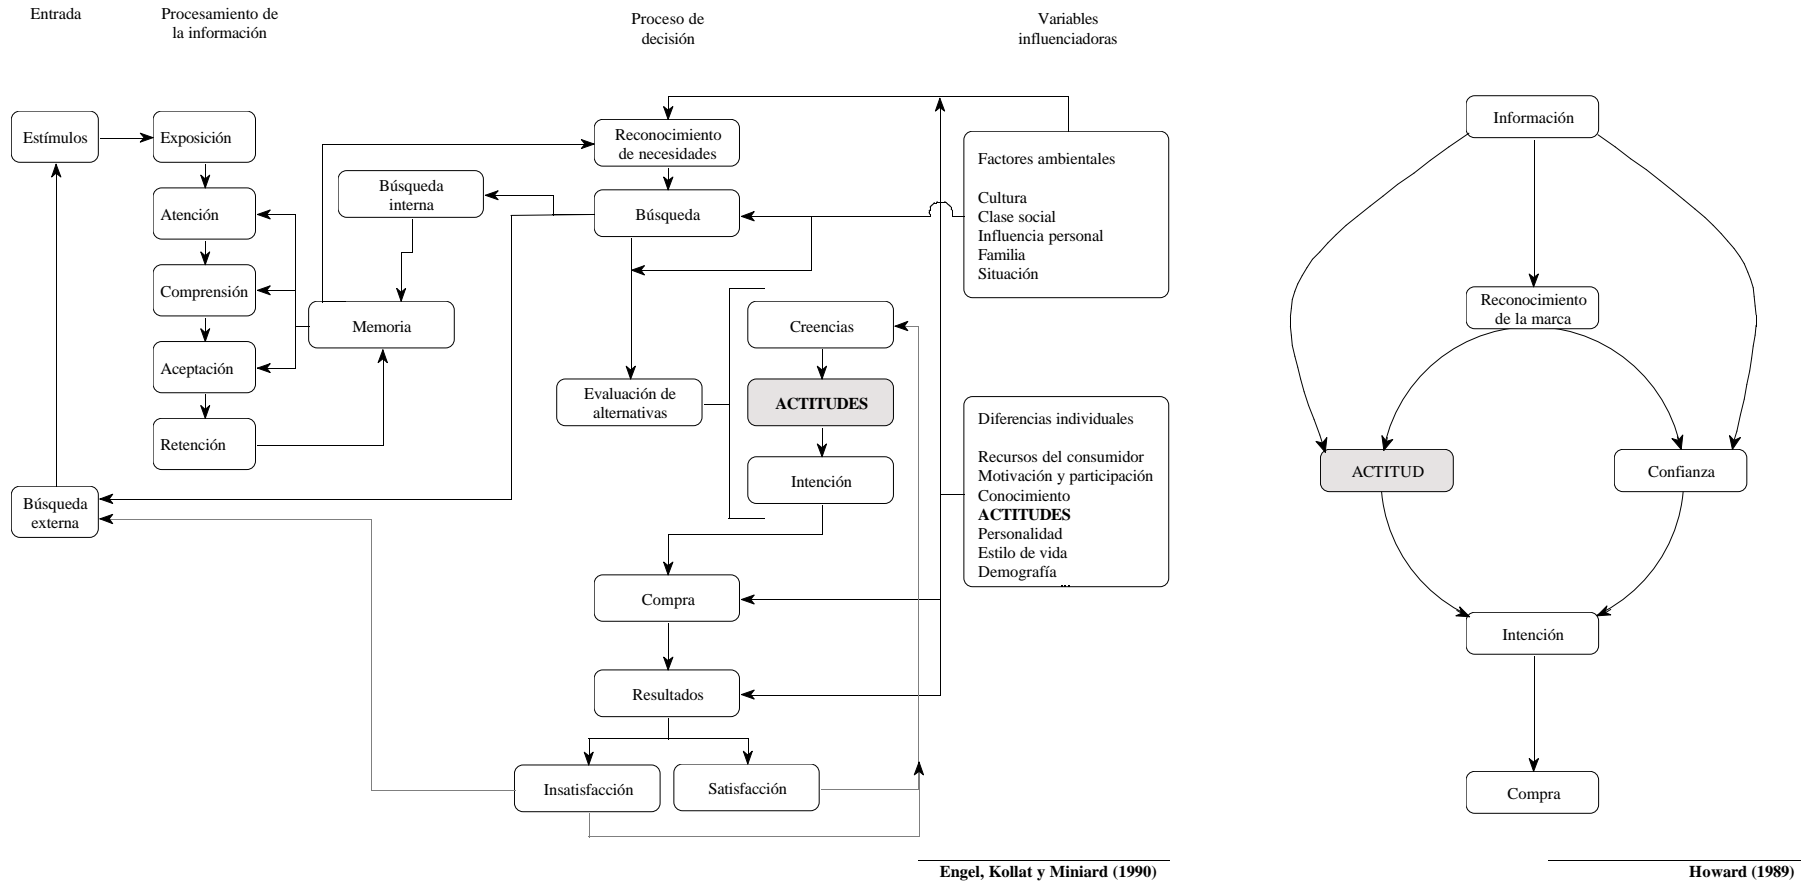 Entrada
Procesamiento de
la información
Proceso de
decisión
Variables
influenciadoras
Estímulos
Exposición
Atención
Comprensión
Aceptación
Retención
Búsqueda
externa
Búsqueda
interna
Memoria
Reconocimiento
de necesidades
Búsqueda
Evaluación de
alternativas
Creencias
ACTITUDES
Intención
Compra
Resultados
Insatisfacción
Satisfacción
Factores ambientales
Cultura
Clase social
Influencia personal
Familia
Situación
Diferencias individuales
Recursos del consumidor
Motivación y participación
Conocimiento
ACTITUDES
Personalidad
Estilo de vida
Demografía
Engel, Kollat y Miniard (1990)
Información
Reconocimiento
de la marca
ACTITUD
Confianza
Intención
Compra
Howard (1989)